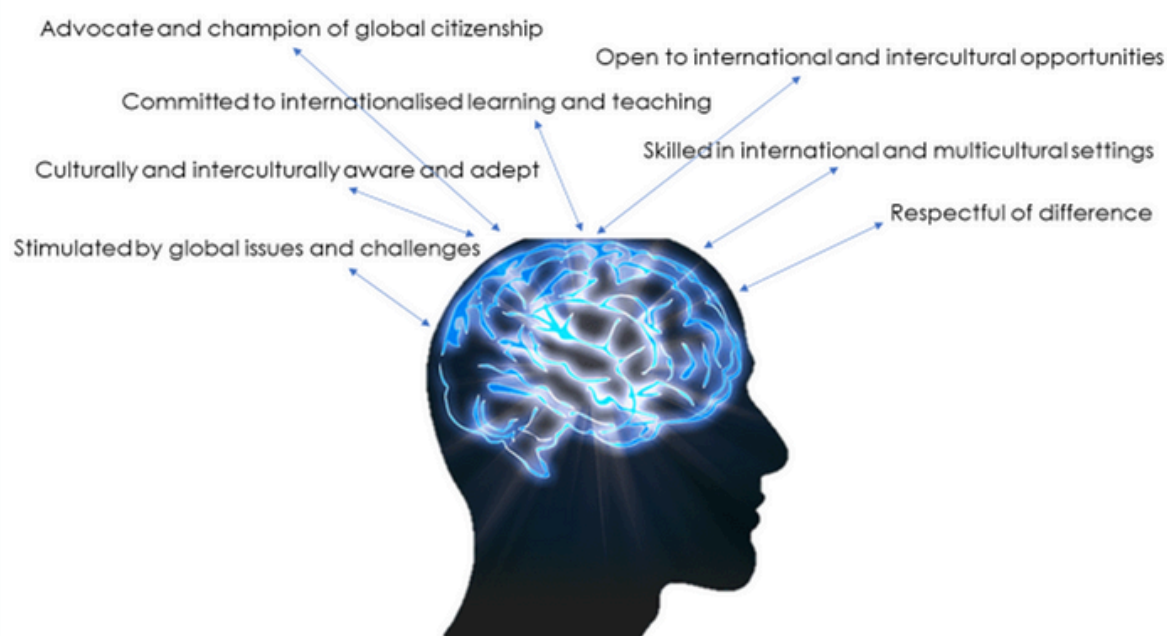 Advocate and champion of global citizenship
Open to international and intercultural opportunities
Committed to internationalised learning and teaching
Skilled in international and multicultural settings
Culturally and interculturally aware and adept
Respectful of difference
Stimulated by global issues and challenges